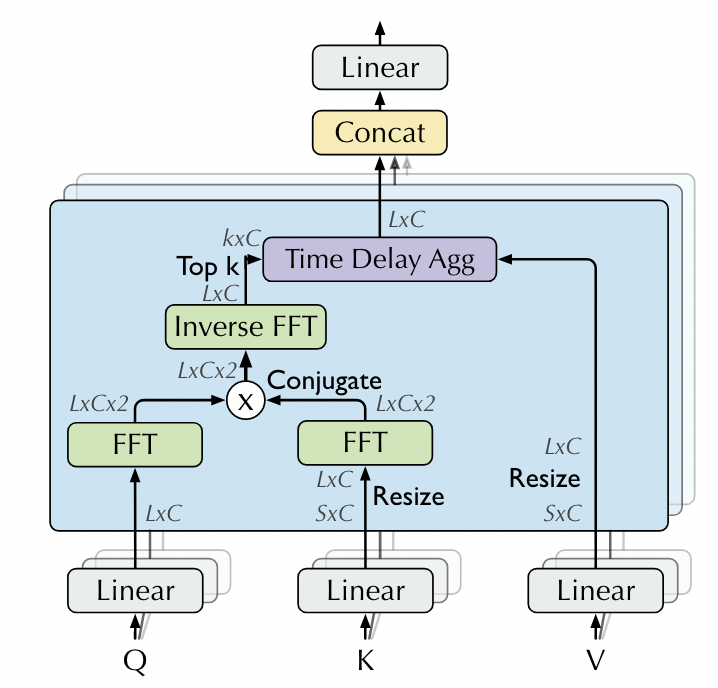 Linear
Concat
LxC
kxC
Time Delay Agg
Top k
LxC
Inverse FFT
LxCx2
Conjugate
LxCx2
X
LxCx2
FFT
FFT
LxC
LxC
Resize
Resize
LxC
SxC
SxC
Linear
Linear
Linear
Q
K
V